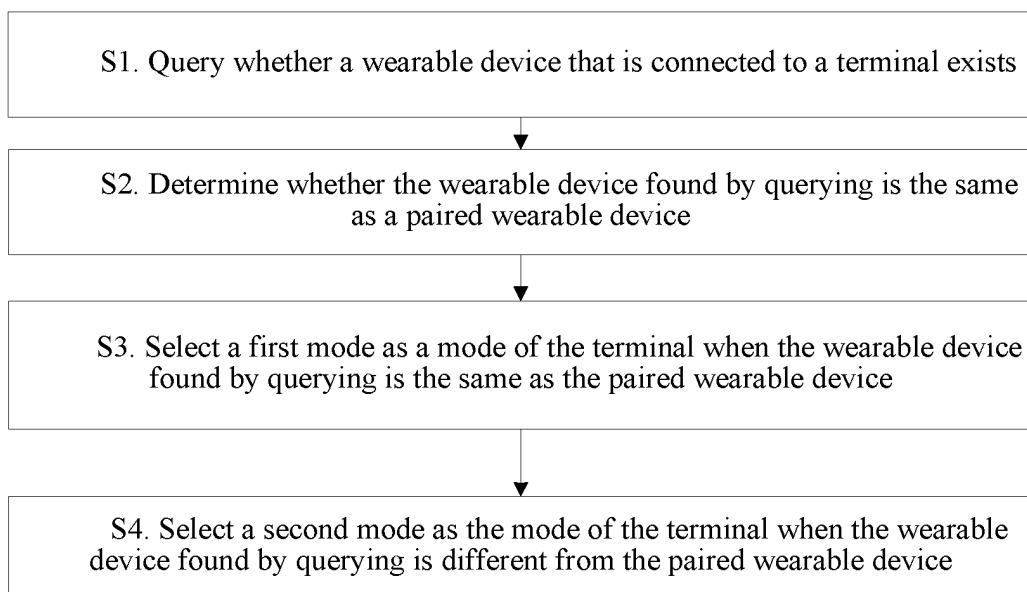 S1. Query whether a wearable device that is connected to a terminal exists
S2. Determine whether the wearable device found by querying is the same
as a paired wearable device
S3. Select a first mode as a mode of the terminal when the wearable device
found by querying is the same as the paired wearable device
S4. Select a second mode as the mode of the terminal when the wearable
device found by querying is different from the paired wearable device